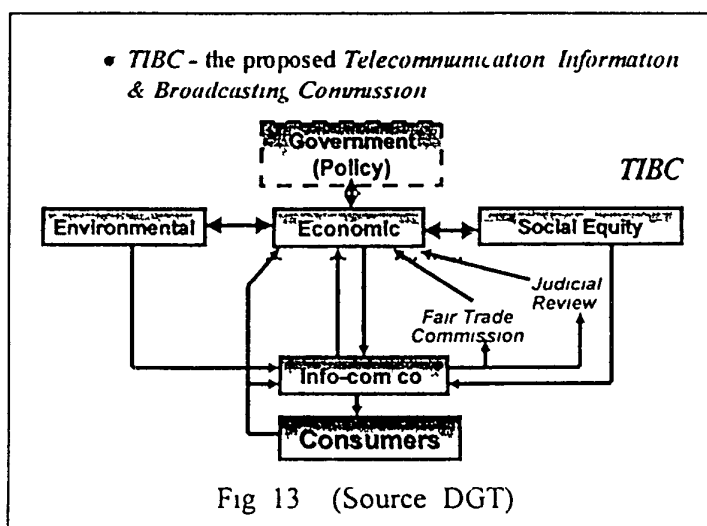 • TIBC - the proposed Telecommunication Information
& Broadcasting Commission
Government
(Policy)
TIBC
Environmental
Economic
Social Equity
Judicial
Review
Fair Trade
Commission
Info-com co
Consumers
Fig 13 (Source DGT)